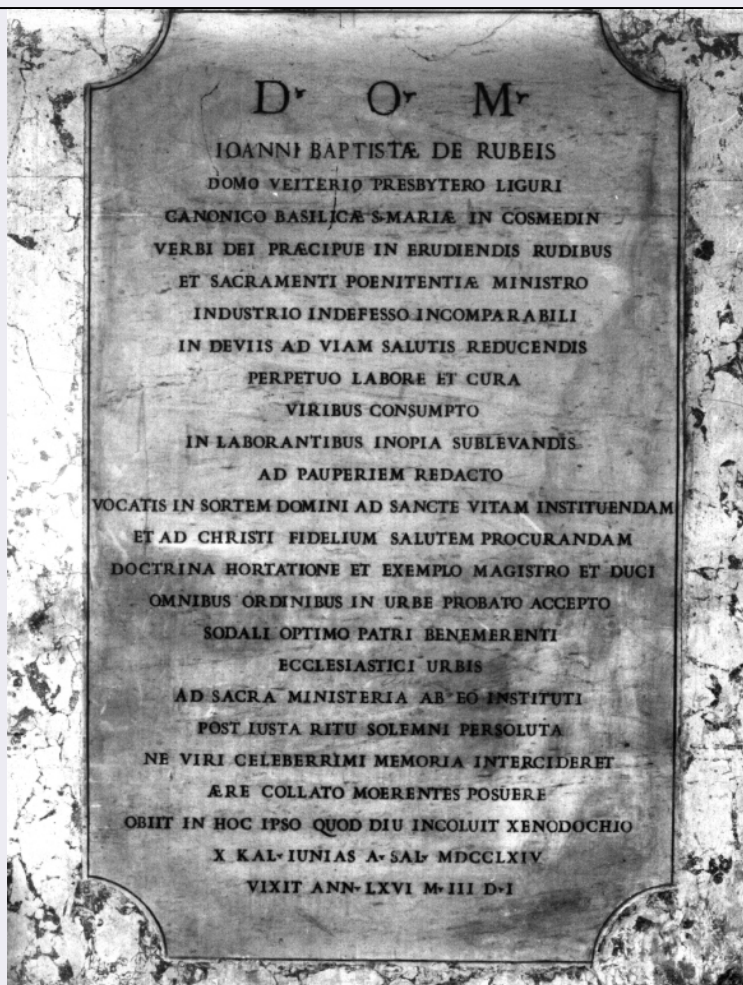 D· O· M·
IOANNI BAPTISTÆ DE RUBEIS
DOMO VEITERIO PRESBYTERO LIGURI
CANONICO BASILICÆ S·MARIÆ IN COSMEDIN
VERBI DEI PRÆCIPUE IN ERUDIENDIS RUDIBUS
ET SACRAMENTI POENITENTIÆ MINISTRO
INDUSTRIO INDEFESSO INCOMPARABILI
IN DEVIIS AD VIAM SALUTIS REDUCENDIS
PERPETUO LABORE ET CURA
VIRIBUS CONSUMPTO
IN LABORANTIBUS INOPIA SUBLEVANDIS
AD PAUPERIEM REDACTO
VOCATIS IN SORTEM DOMINI AD SANCTE VITAM INSTITUENDAM
ET AD CHRISTI FIDELIUM SALUTEM PROCURANDAM
DOCTRINA HORTATIONE ET EXEMPLO MAGISTRO ET DUCI
OMNIBUS ORDINIBUS IN URBE PROBATO ACCEPTO
SODALI OPTIMO PATRI BENEMERENTI
ECCLESIASTICI URBIS
AD SACRA MINISTERIA AB EO INSTITUTI
POST IUSTA RITU SOLEMNI PERSOLUTA
NE VIRI CELEBERRIMI MEMORIA INTERCIDERET
ÆRE COLLATO MOERENTES POSUERE
OBIIT IN HOC IPSO QUOD DIU INCOLUIT XENODOCHIO
X KAL· IUNIAS A· SAL· MDCCLXIV
VIXIT ANN· LXVI M· III D· I